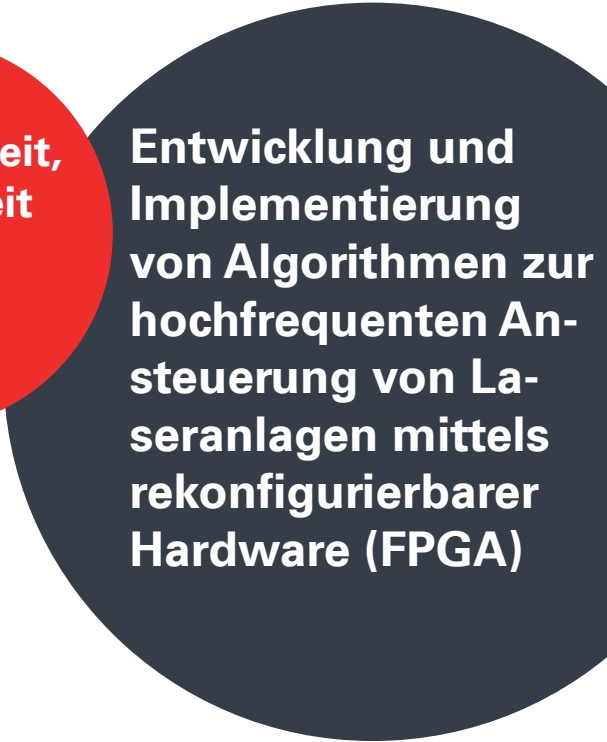 eit,
eit
Entwicklung und
Implementierung
von Algorithmen zur
hochfrequenten An-
steuerung von La-
seranlagen mittels
rekonfigurierbarer
Hardware (FPGA)